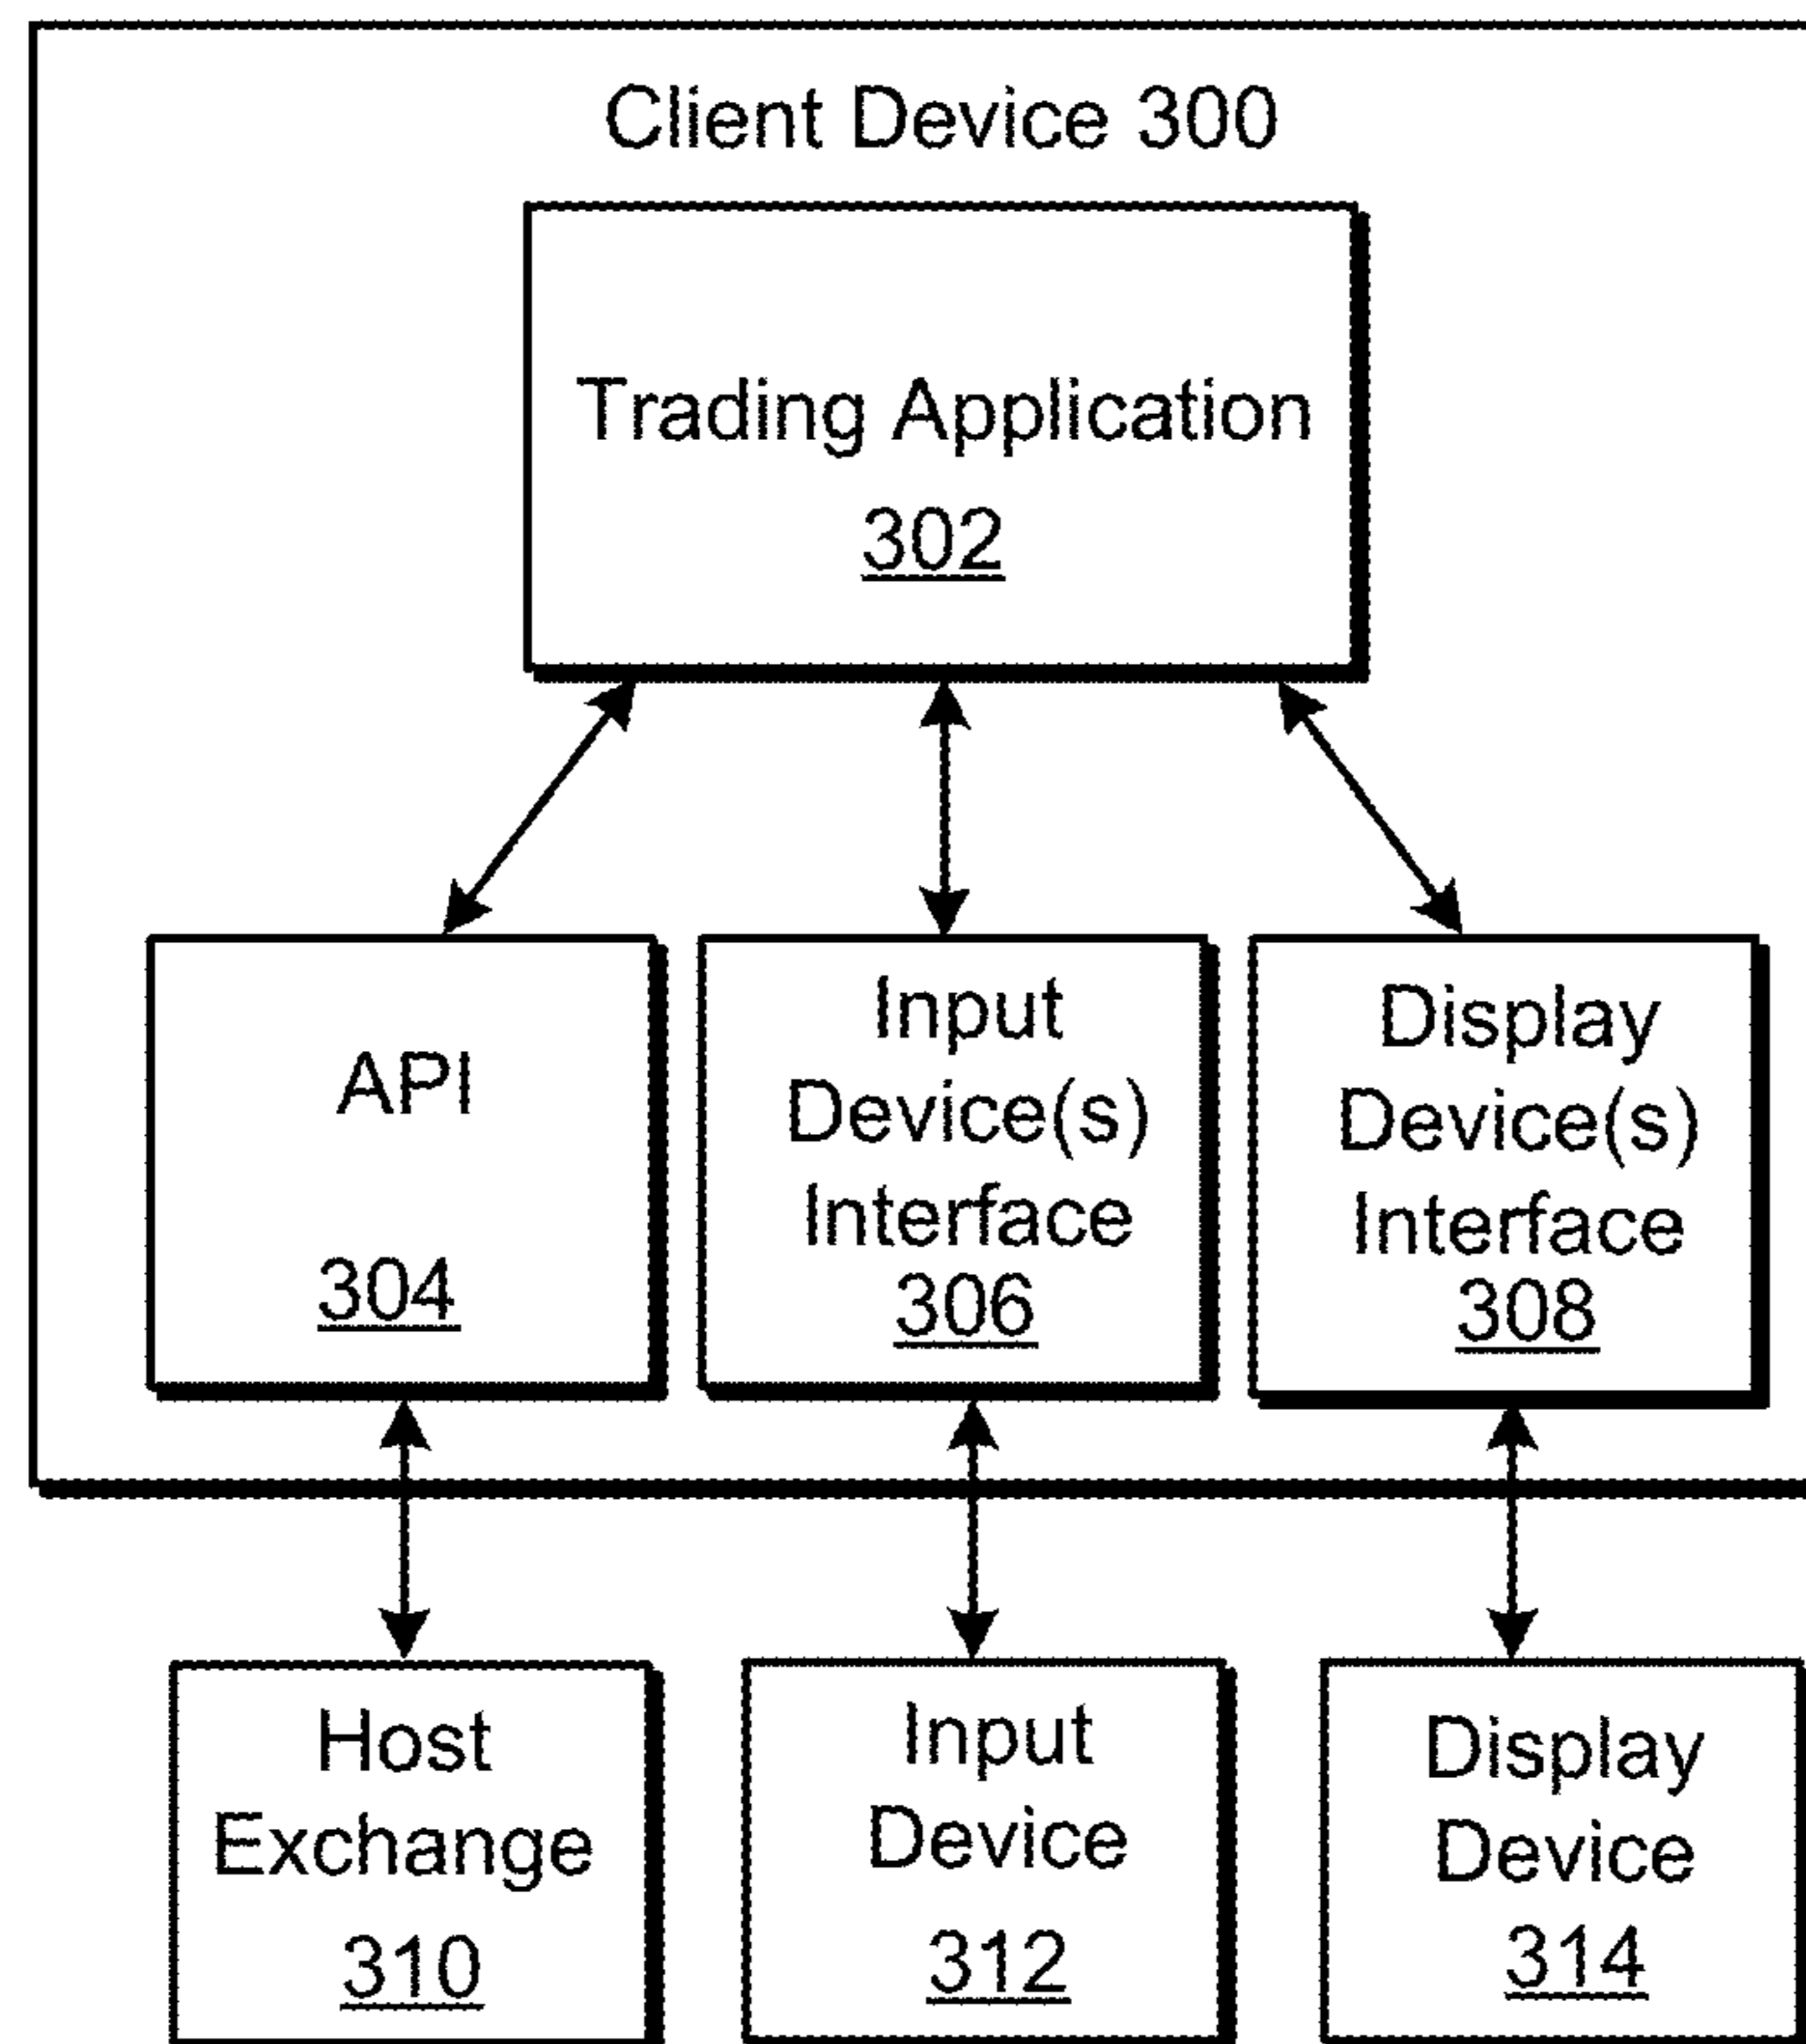 Client Device 300
Trading Application
302
API
304
Input
Device(s)
Interface
306
Display
Device(s)
Interface
308
Host
Exchange
310
Input
Device
312
Display
Device
314